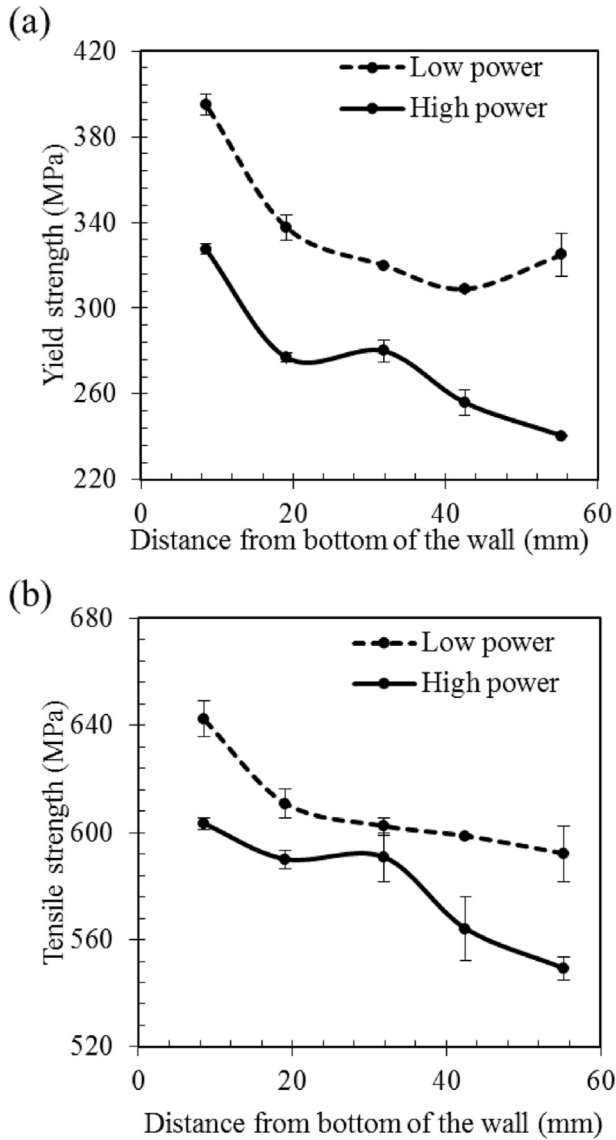 (a)
420
380
340
300
260
220
Yield strength (MPa)
Low power
High power
0
20
40
60
Distance from bottom of the wall (mm)
(b)
680
640
600
560
520
Tensile strength (MPa)
Low power
High power
0
20
40
60
Distance from bottom of the wall (mm)